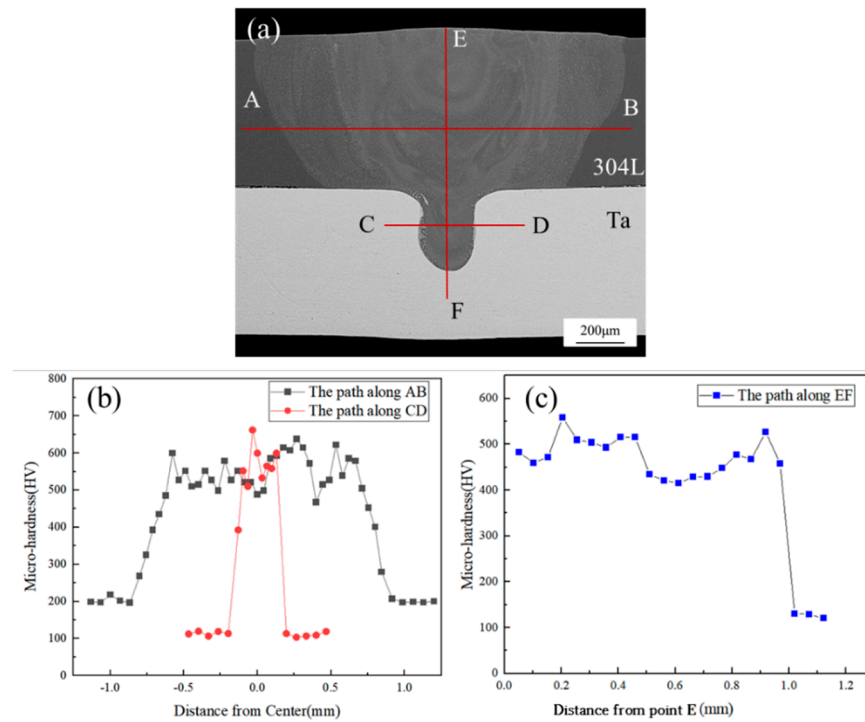 (a)
E
A
B
304L
C
D
Ta
F
200μm
(b)
The path along AB
The path along CD
Micro-hardness(HV)
800
700
600
500
400
300
200
100
0
-1.0
-0.5
0.0
0.5
1.0
Distance from Center(mm)
(c)
The path along EF
Micro-hardness(HV)
600
500
400
300
200
100
0
0.0
0.2
0.4
0.6
0.8
1.0
1.2
Distance from point E (mm)